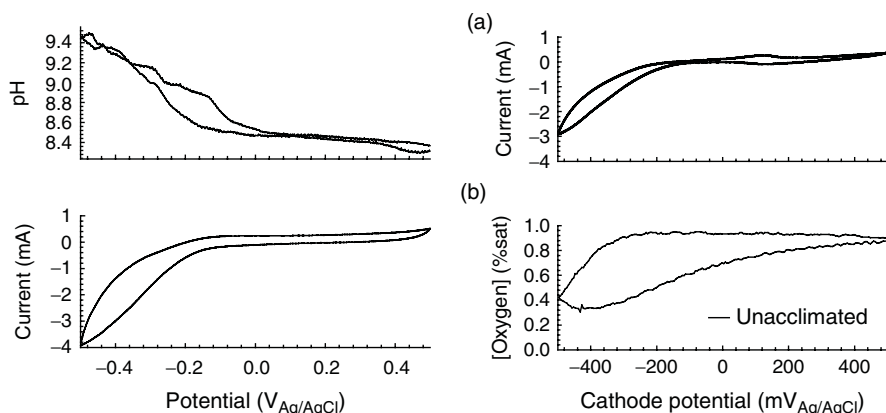 9.4
9.2
9.0
8.8
8.6
8.4
pH
1
0
−1
−2
−3
−4
Current (mA)
−0.4 −0.2 0.0 0.2 0.4
Potential (V_Ag/AgCl)
(a)
1
0
−1
−2
−3
−4
Current (mA)
(b)
1.0
0.8
0.6
0.4
0.2
0.0
[Oxygen] (%sat)
Unacclimated
−400 −200 0 200 400
Cathode potential (mV_Ag/AgCl)